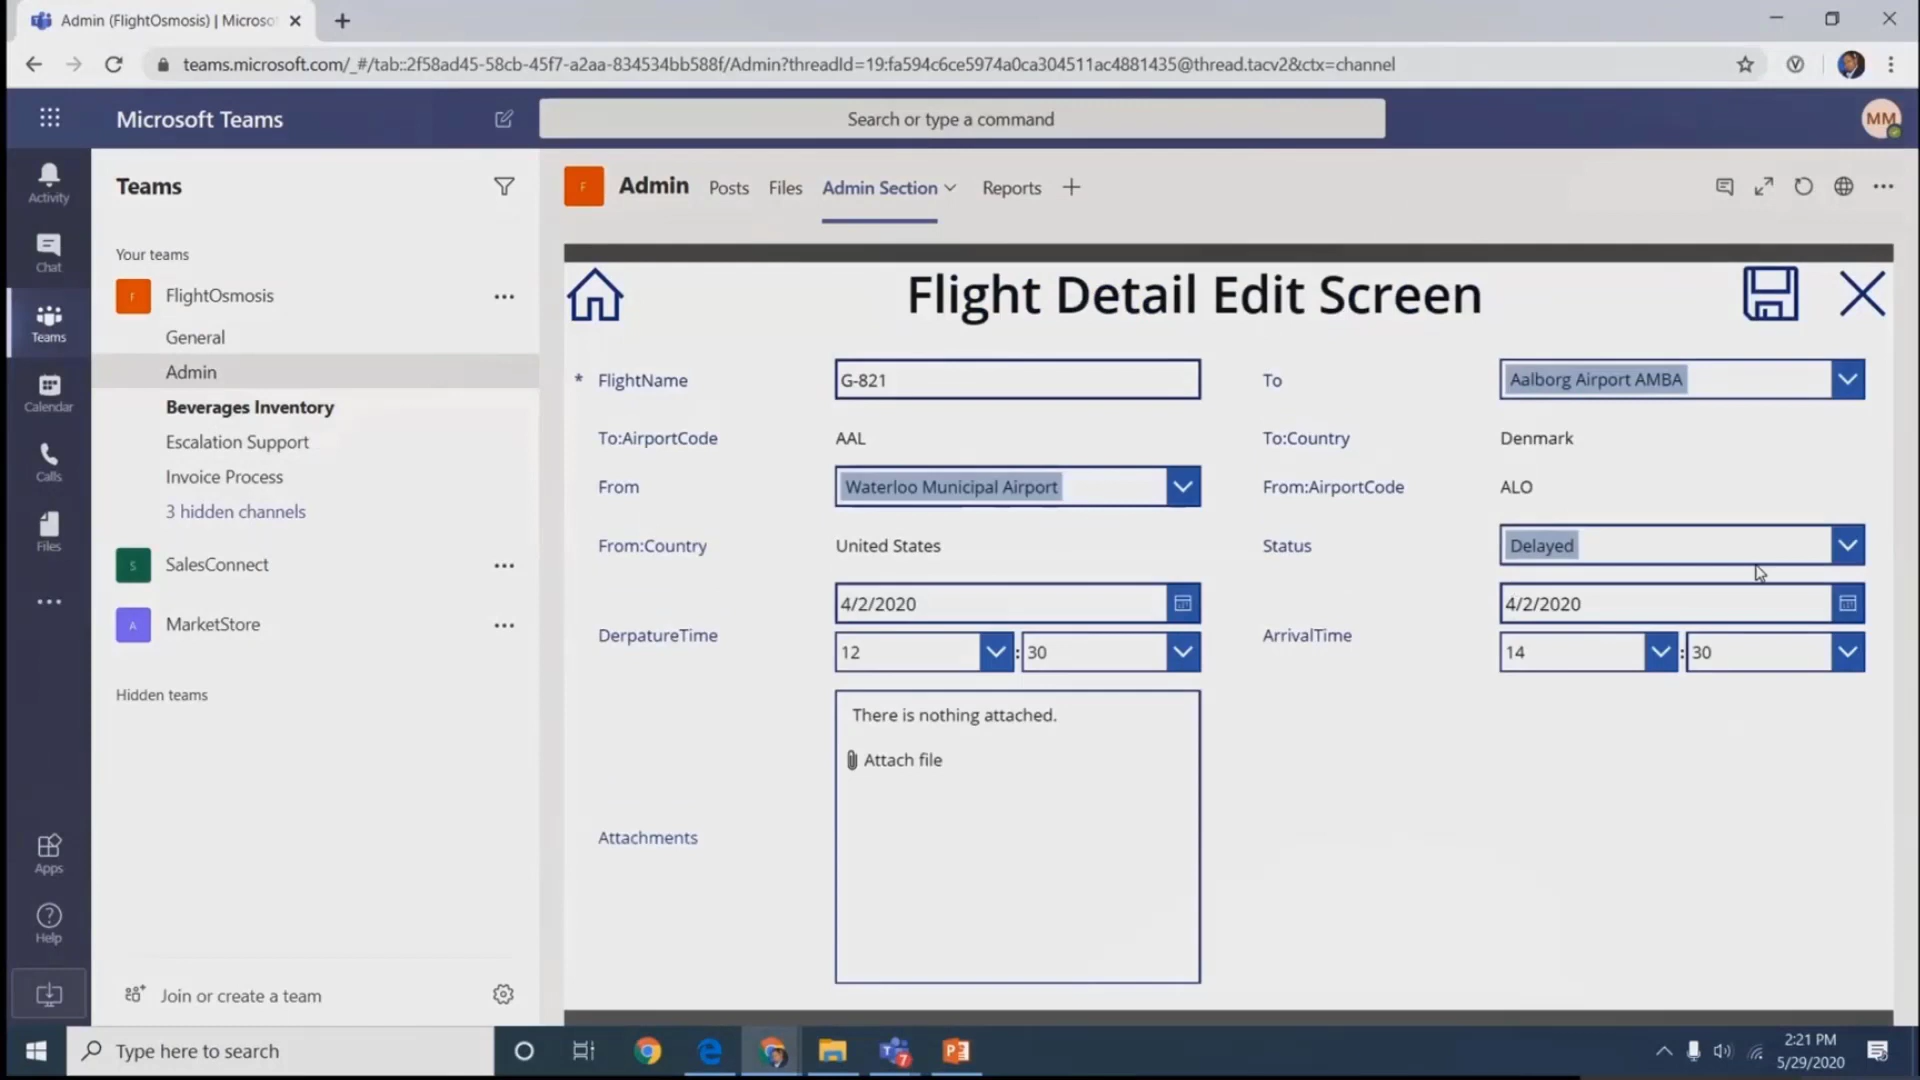 Admin (FlightOsmosis) | Microso
teams.microsoft.com/_#/tab::2f58ad45-58cb-45f7-a2aa-834534bb588f/Admin?threadId=19:fa594c6ce5974a0ca304511ac4881435@thread.tacv2&ctx=channel
Microsoft Teams
Search or type a command
MM
Activity
Chat
Teams
Calendar
Calls
Files
Apps
Help
Teams
Your teams
F
FlightOsmosis
General
Admin
Beverages Inventory
Escalation Support
Invoice Process
3 hidden channels
S
SalesConnect
A
MarketStore
Hidden teams
Join or create a team
F
Admin
Posts
Files
Admin Section
Reports
Flight Detail Edit Screen
* FlightName
G-821
To
Aalborg Airport AMBA
To:AirportCode
AAL
To:Country
Denmark
From
Waterloo Municipal Airport
From:AirportCode
ALO
From:Country
United States
Status
Delayed
DerpatureTime
4/2/2020
12 : 30
ArrivalTime
4/2/2020
14 : 30
Attachments
There is nothing attached.
Attach file
Type here to search
7
2:21 PM
5/29/2020